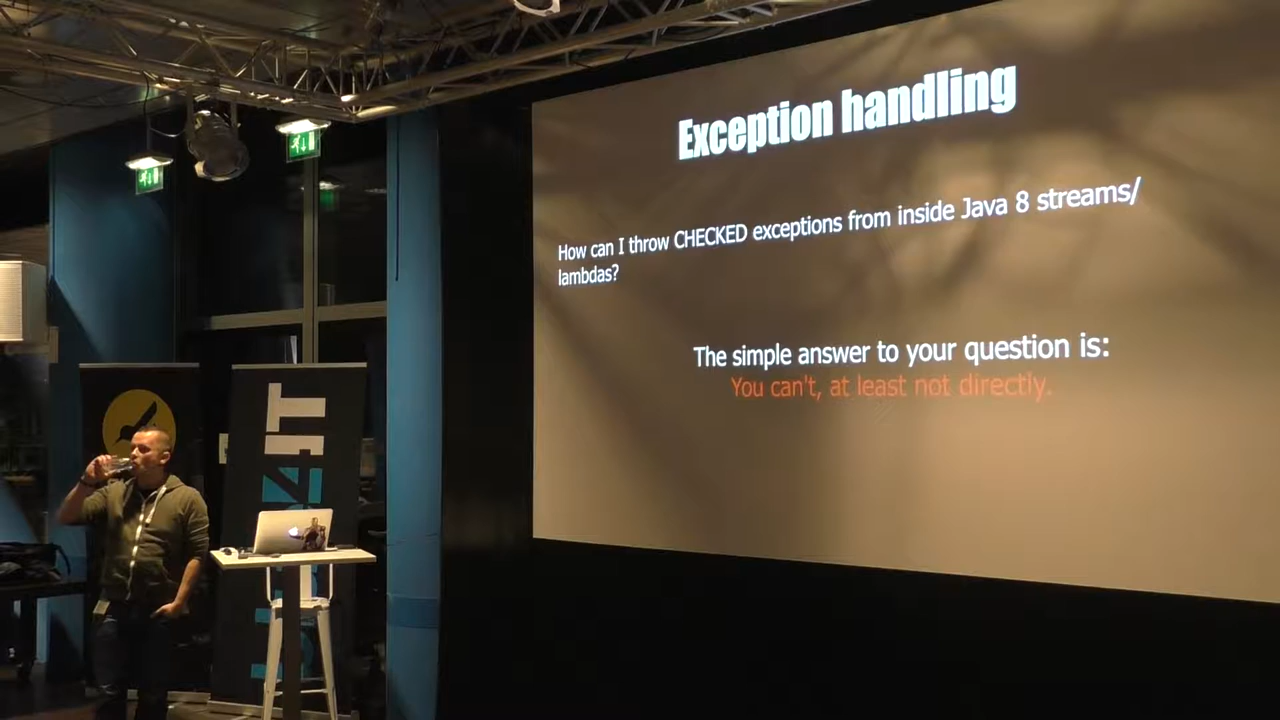 Exception handling
How can I throw CHECKED exceptions from inside Java 8 streams/
lambdas?
The simple answer to your question is:
You can't, at least not directly.